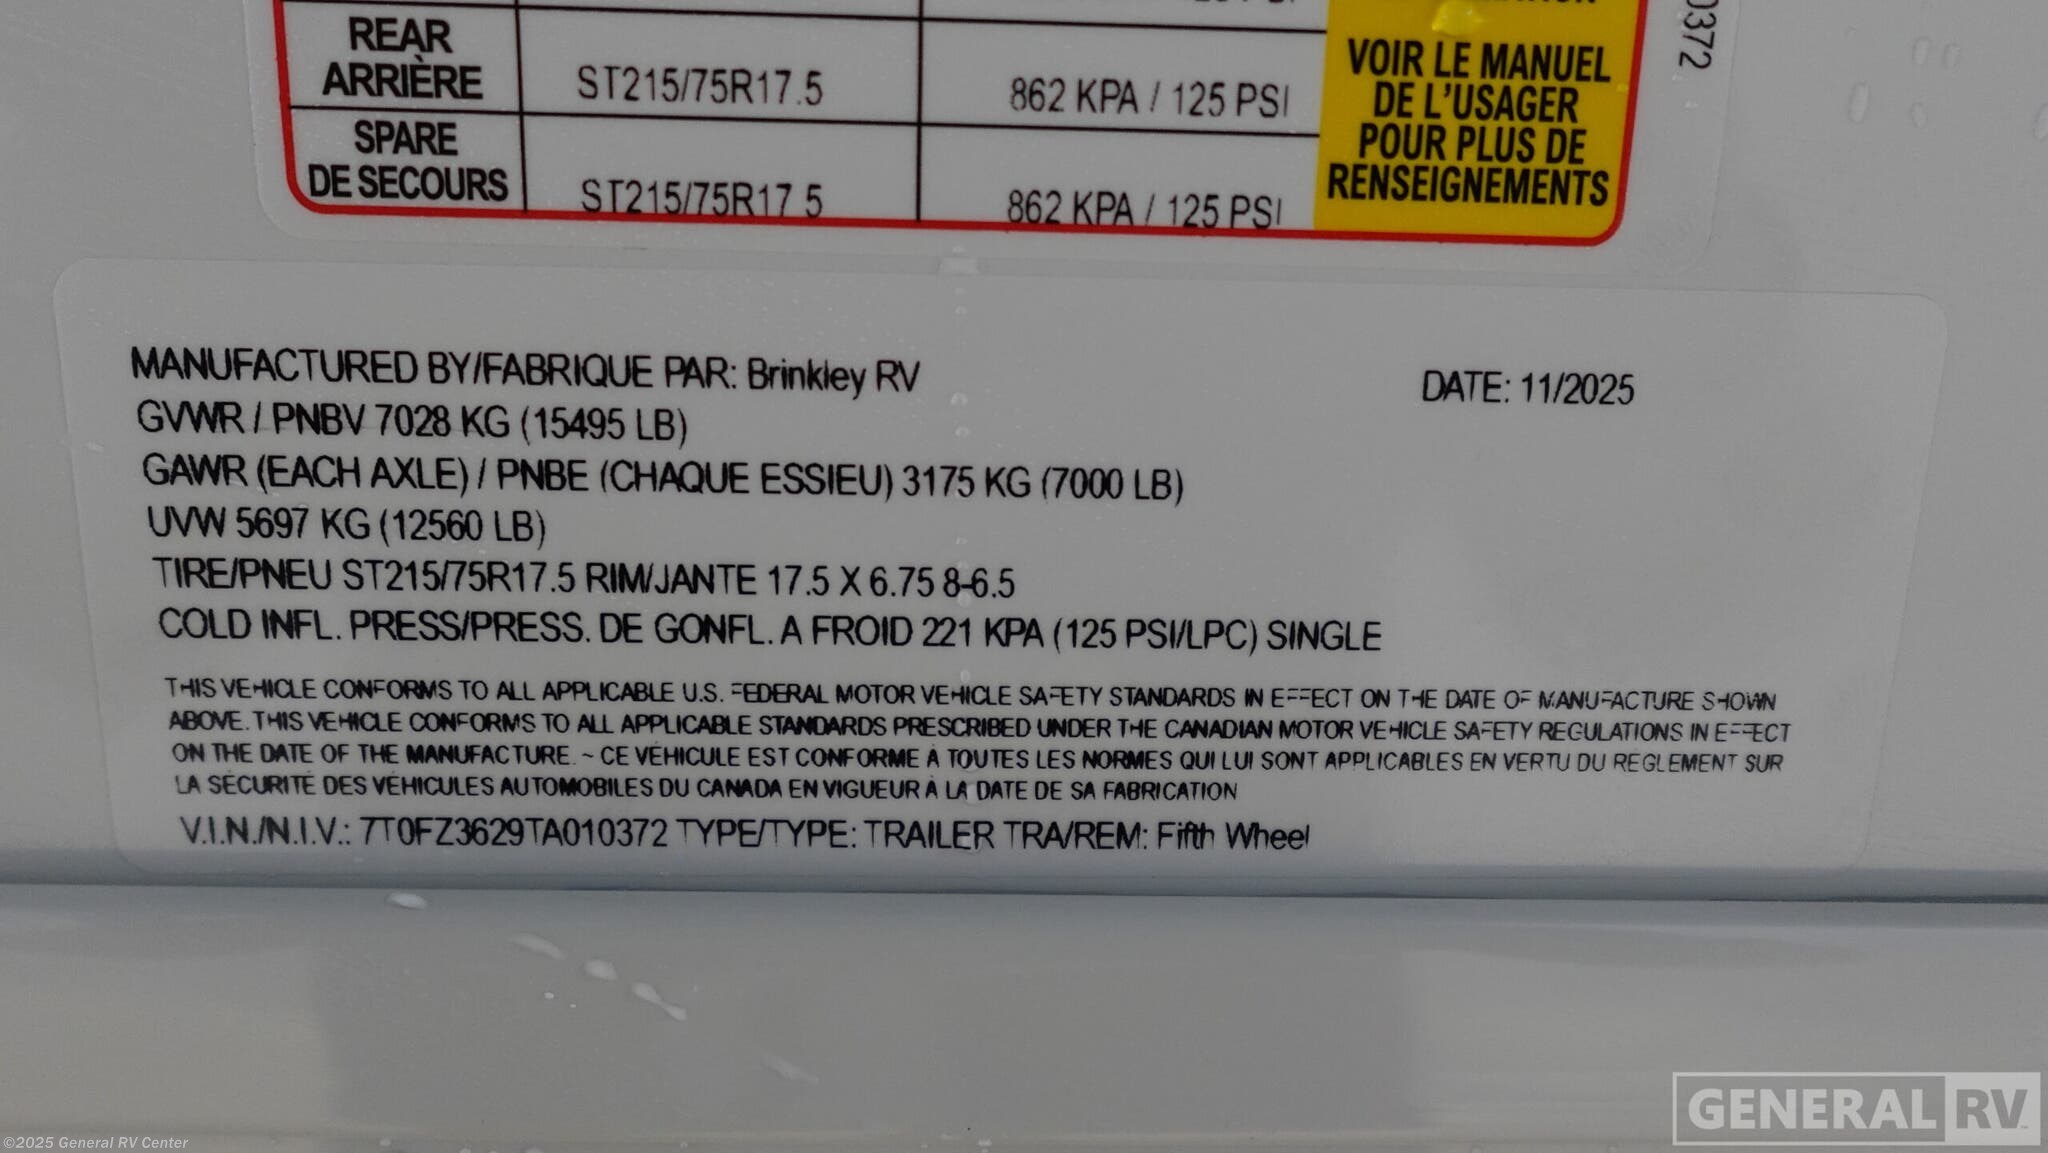 REAR
ARRIÈRE
ST215/75R17.5
862 KPA / 125 PSI
SPARE
DE SECOURS
ST215/75R17.5
862 KPA / 125 PSI
VOIR LE MANUEL
DE L'USAGER
POUR PLUS DE
RENSEIGNEMENTS
0372
MANUFACTURED BY/FABRIQUE PAR: Brinkley RV
DATE: 11/2025
GVWR / PNBV 7028 KG (15495 LB)
GAWR (EACH AXLE) / PNBE (CHAQUE ESSIEU) 3175 KG (7000 LB)
UVW 5697 KG (12560 LB)
TIRE/PNEU ST215/75R17.5 RIM/JANTE 17.5 X 6.75 8-6.5
COLD INFL. PRESS/PRESS. DE GONFL. A FROID 221 KPA (125 PSI/LPC) SINGLE
THIS VEHICLE CONFORMS TO ALL APPLICABLE U.S. FEDERAL MOTOR VEHICLE SAFETY STANDARDS IN EFFECT ON THE DATE OF MANUFACTURE SHOWN
ABOVE. THIS VEHICLE CONFORMS TO ALL APPLICABLE STANDARDS PRESCRIBED UNDER THE CANADIAN MOTOR VEHICLE SAFETY REGULATIONS IN EFFECT
ON THE DATE OF THE MANUFACTURE. ~ CE VÉHICULE EST CONFORME À TOUTES LES NORMES QUI LUI SONT APPLICABLES EN VERTU DU RÈGLEMENT SUR
LA SÉCURITÉ DES VÉHICULES AUTOMOBILES DU CANADA EN VIGUEUR À LA DATE DE SA FABRICATION
V.I.N./N.I.V.: 7T0FZ3629TA010372 TYPE/TYPE: TRAILER TRA/REM: Fifth Wheel
GENERAL RV
©2025 General RV Center